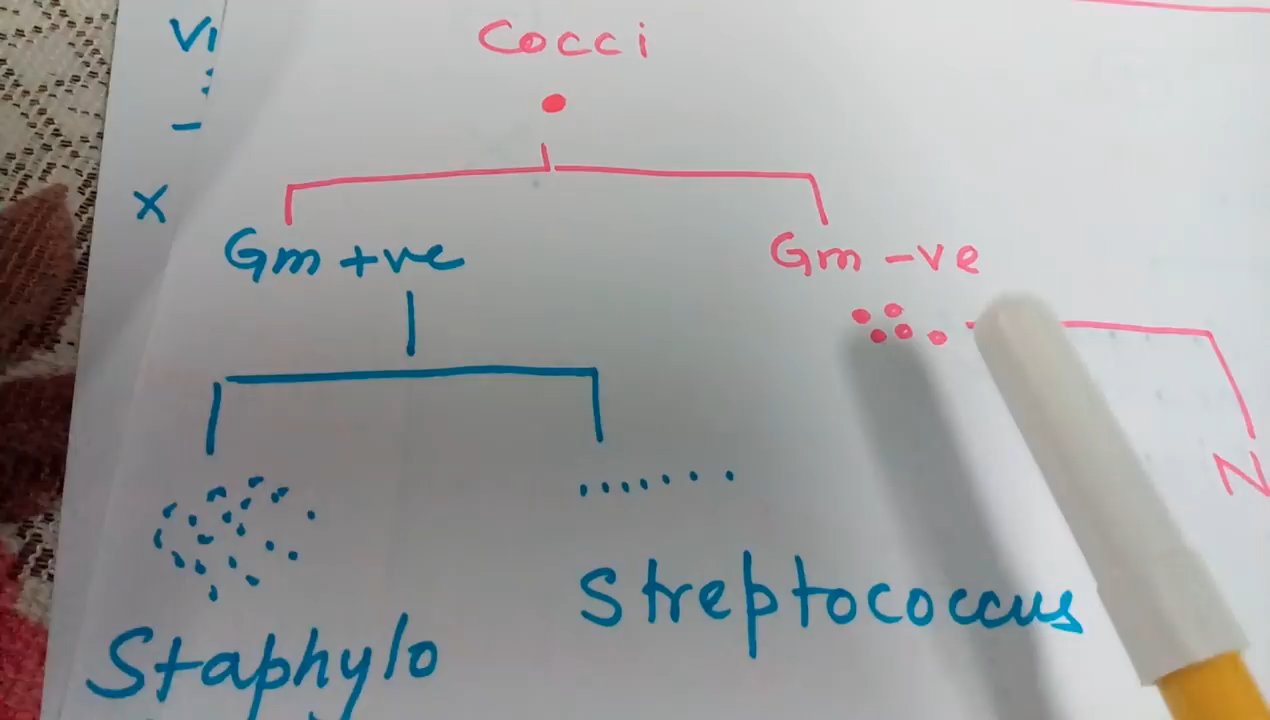 Cocci
Gm +ve
Gm -ve
X
Streptococcus
Staphylo